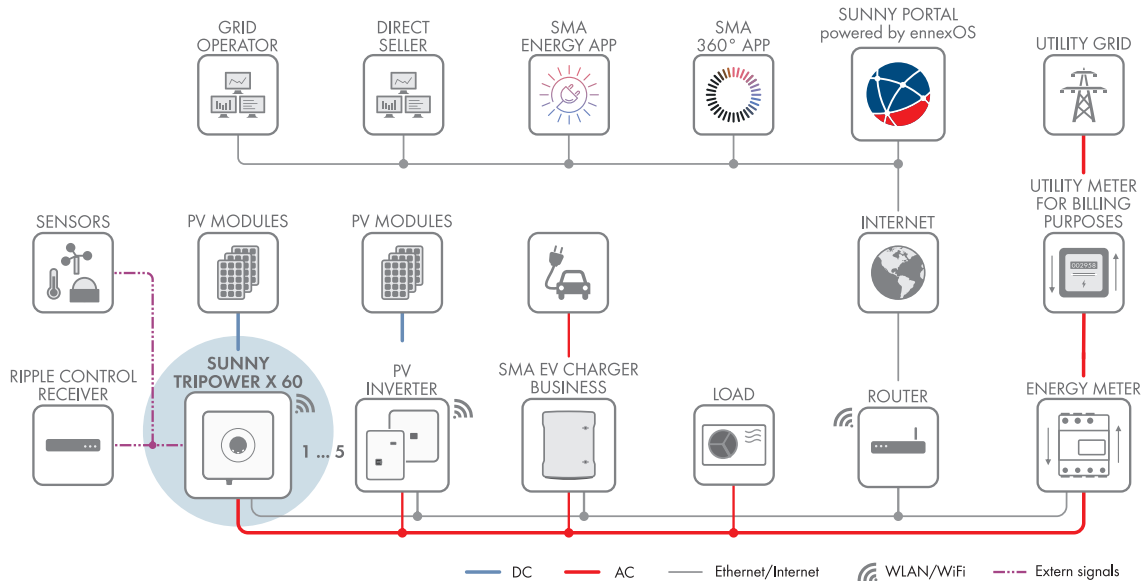 GRID
OPERATOR
DIRECT
SELLER
SMA
ENERGY APP
SMA
360° APP
SUNNY PORTAL
powered by ennexOS
UTILITY GRID
SENSORS
PV MODULES
PV MODULES
INTERNET
UTILITY METER
FOR BILLING
PURPOSES
RIPPLE CONTROL
RECEIVER
SUNNY
TRIPOWER X 60
1 ... 5
PV
INVERTER
SMA EV CHARGER
BUSINESS
LOAD
ROUTER
ENERGY METER
DC
AC
Ethernet/Internet
WLAN/WiFi
Extern signals